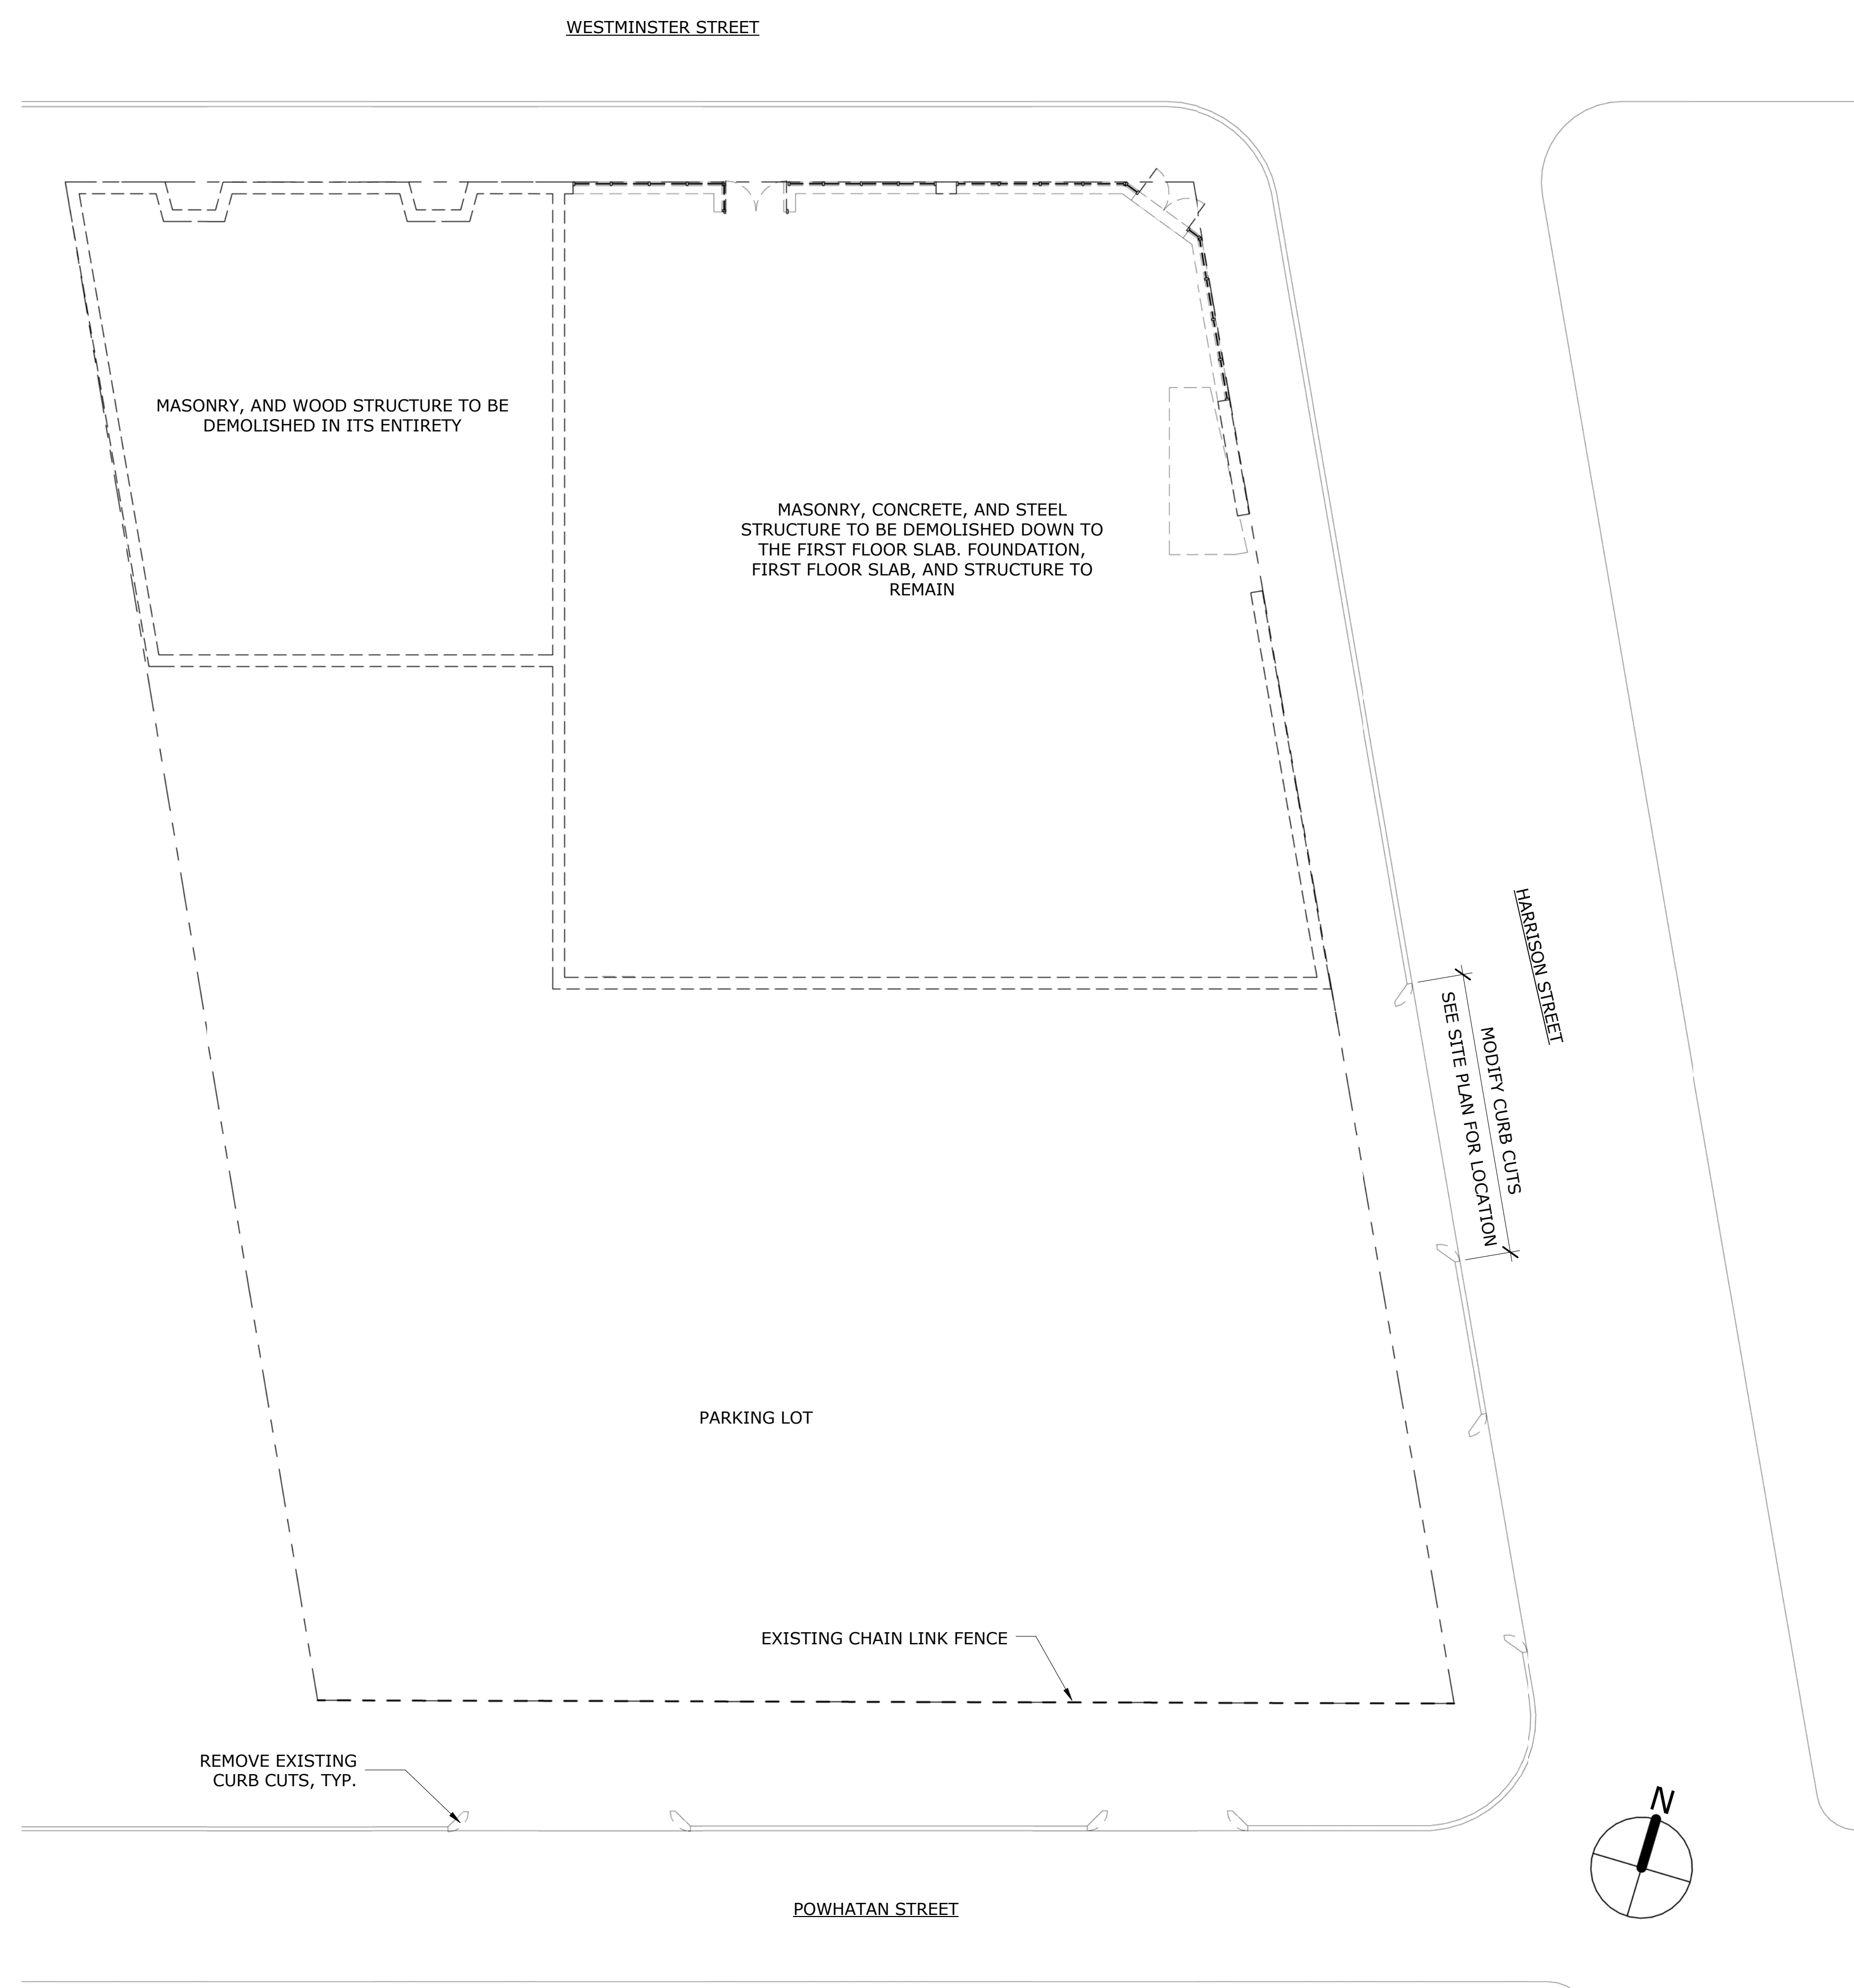 WESTMINSTER STREET
MASONRY, AND WOOD STRUCTURE TO BE
DEMOLISHED IN ITS ENTIRETY
MASONRY, CONCRETE, AND STEEL
STRUCTURE TO BE DEMOLISHED DOWN TO
THE FIRST FLOOR SLAB. FOUNDATION,
FIRST FLOOR SLAB, AND STRUCTURE TO
REMAIN
HARRISON STREET
MODIFY CURB CUTS
SEE SITE PLAN FOR LOCATION
PARKING LOT
EXISTING CHAIN LINK FENCE
REMOVE EXISTING
CURB CUTS, TYP.
N
POWHATAN STREET